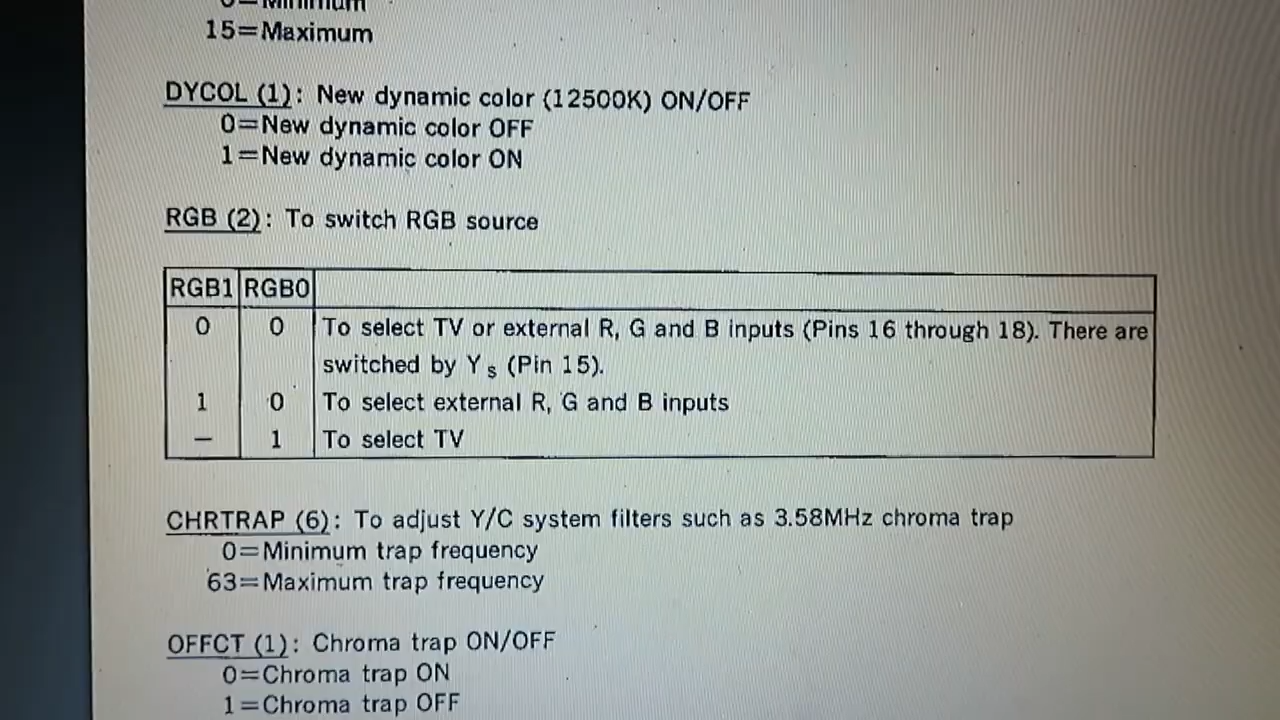 0=Minimum
15=Maximum
DYCOL (1): New dynamic color (12500K) ON/OFF
0=New dynamic color OFF
1=New dynamic color ON
RGB (2): To switch RGB source
RGB1 RGB0
0 0 To select TV or external R, G and B inputs (Pins 16 through 18). There are
switched by Ys (Pin 15).
1 0 To select external R, G and B inputs
— 1 To select TV
CHRTRAP (6): To adjust Y/C system filters such as 3.58MHz chroma trap
0=Minimum trap frequency
63=Maximum trap frequency
OFFCT (1): Chroma trap ON/OFF
0=Chroma trap ON
1=Chroma trap OFF